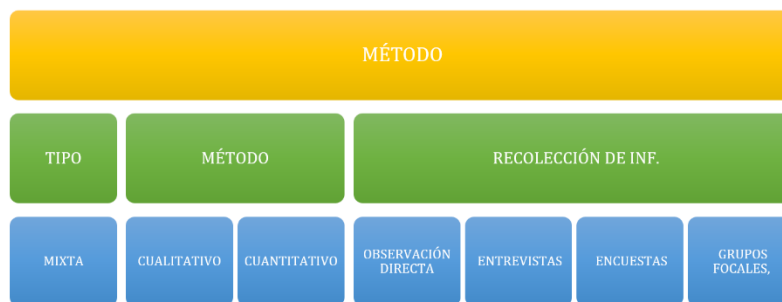 MÉTODO
TIPO
MÉTODO
RECOLECCIÓN DE INF.
MIXTA
CUALITATIVO
CUANTITATIVO
OBSERVACIÓN
DIRECTA
ENTREVISTAS
ENCUESTAS
GRUPOS
FOCALES,